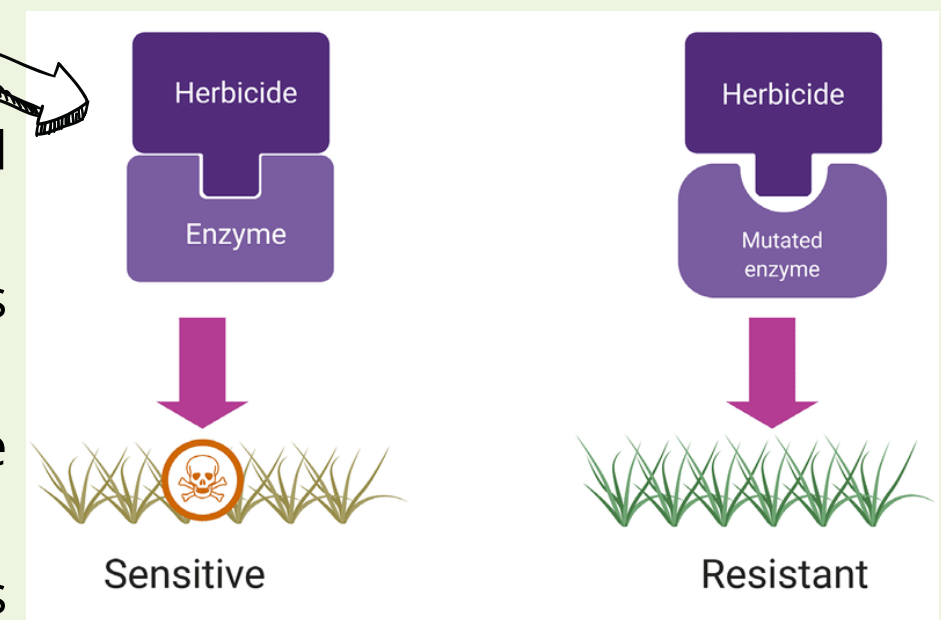 Herbicide
Enzyme
Sensitive
Herbicide
Mutated
enzyme
Resistant